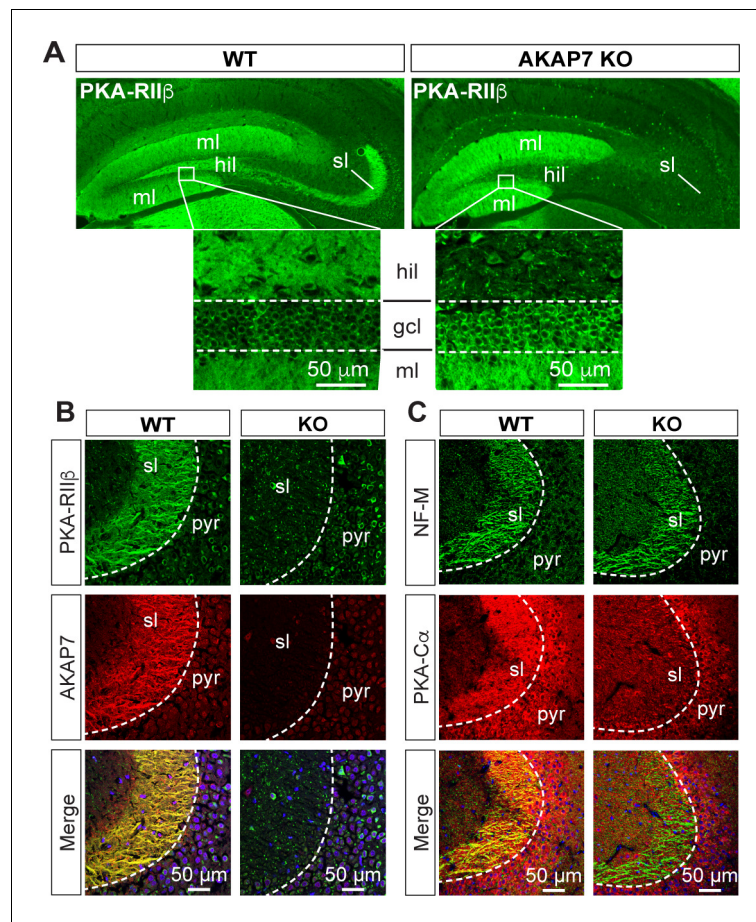 A
WT
AKAP7 KO
PKA-RIIβ
PKA-RIIβ
ml
hil
ml
sl
ml
hil
ml
sl
hil
gcl
ml
50 μm
50 μm
B
WT
KO
C
WT
KO
PKA-RIIβ
sl
pyr
sl
pyr
NF-M
sl
pyr
sl
pyr
AKAP7
sl
pyr
sl
pyr
PKA-Cα
sl
pyr
sl
pyr
Merge
50 μm
50 μm
Merge
50 μm
50 μm